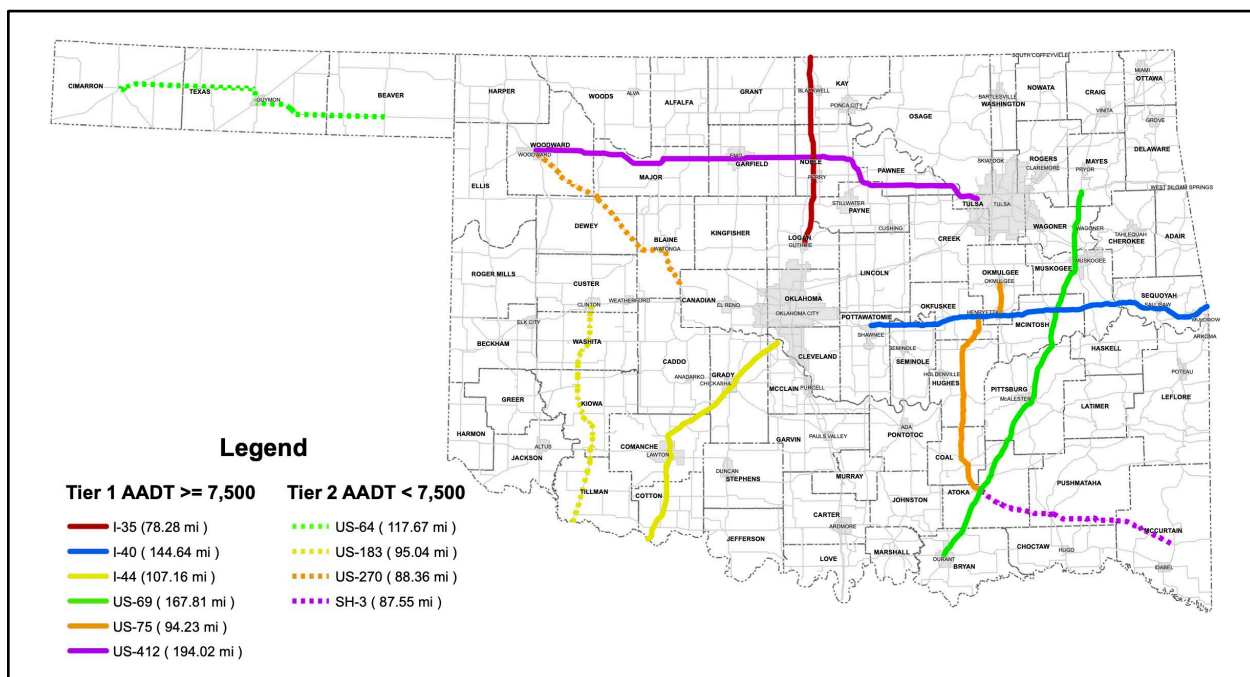 SOUTH COFFEYVILLE
CIMARRON
TEXAS
GUYMON
BEAVER
HARPER
WOODS
ALVA
ALFALFA
GRANT
BLACKWELL
KAY
PONCA CITY
OSAGE
BARTLESVILLE
WASHINGTON
NOWATA
CRAIG
VINITA
MIAMI
OTTAWA
GROVE
WOODWARD
WOODWARD
MAJOR
ENID
GARFIELD
NOBLE
PERRY
PAWNEE
SKIATOOK
ROGERS
CLAREMORE
MAYES
PRYOR
DELAWARE
ELLIS
DEWEY
BLAINE
WATONGA
KINGFISHER
LOGAN
GUTHRIE
STILLWATER
PAYNE
CUSHING
TULSA
TULSA
CREEK
WAGONER
WAGONER
WEST SILOAM SPRINGS
TAHLEQUAH
CHEROKEE
ADAIR
ROGER MILLS
CUSTER
CLINTON
WEATHERFORD
CANADIAN
EL RENO
OKLAHOMA
OKLAHOMA CITY
LINCOLN
OKMULGEE
OKMULGEE
MUSKOGEE
MUSKOGEE
OKFUSKEE
HENRYETTA
MCINTOSH
SEQUOYAH
SALLISAW
MULDROW
ARKOMA
ELK CITY
BECKHAM
WASHITA
CADDO
ANADARKO
GRADY
CHICKASHA
MCCLAIN
CLEVELAND
PURCELL
POTTAWATOMIE
SHAWNEE
SEMINOLE
SEMINOLE
HOLDENVILLE
HUGHES
PITTSBURG
McALESTER
HASKELL
LATIMER
POTEAU
LEFLORE
GREER
KIOWA
HARMON
JACKSON
ALTUS
COMANCHE
LAWTON
TILLMAN
COTTON
DUNCAN
STEPHENS
GARVIN
PAULS VALLEY
ADA
PONTOTOC
COAL
ATOKA
PUSHMATAHA
MURRAY
JOHNSTON
CARTER
ARDMORE
JEFFERSON
LOVE
MARSHALL
DURANT
BRYAN
CHOCTAW
HUGO
MCCURTAIN
IDABEL
Legend
Tier 1 AADT >= 7,500
I-35 (78.28 mi )
I-40 ( 144.64 mi )
I-44 ( 107.16 mi )
US-69 ( 167.81 mi )
US-75 ( 94.23 mi )
US-412 ( 194.02 mi )
Tier 2 AADT < 7,500
US-64 ( 117.67 mi )
US-183 ( 95.04 mi )
US-270 ( 88.36 mi )
SH-3 ( 87.55 mi )